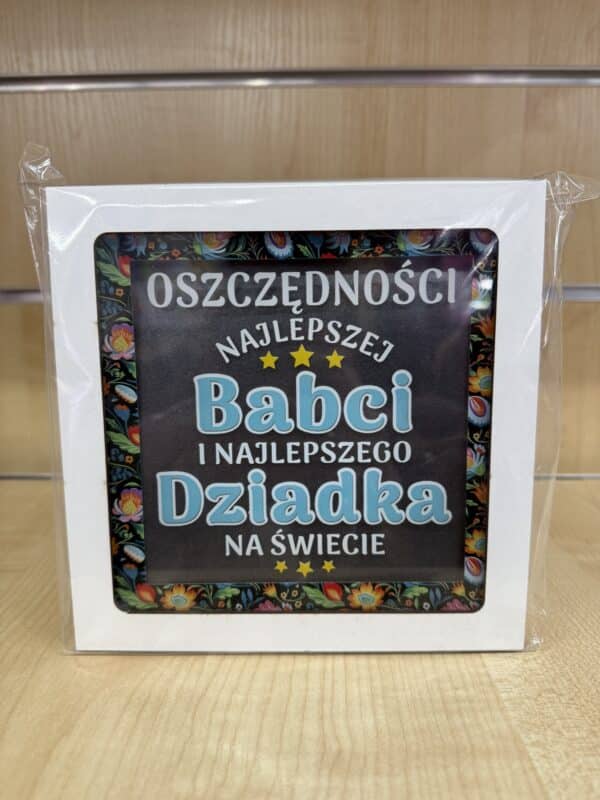 OSZCZĘDNOŚCI
NAJLEPSZEJ
Babci
I NAJLEPSZEGO
Dziadka
NA ŚWIECIE